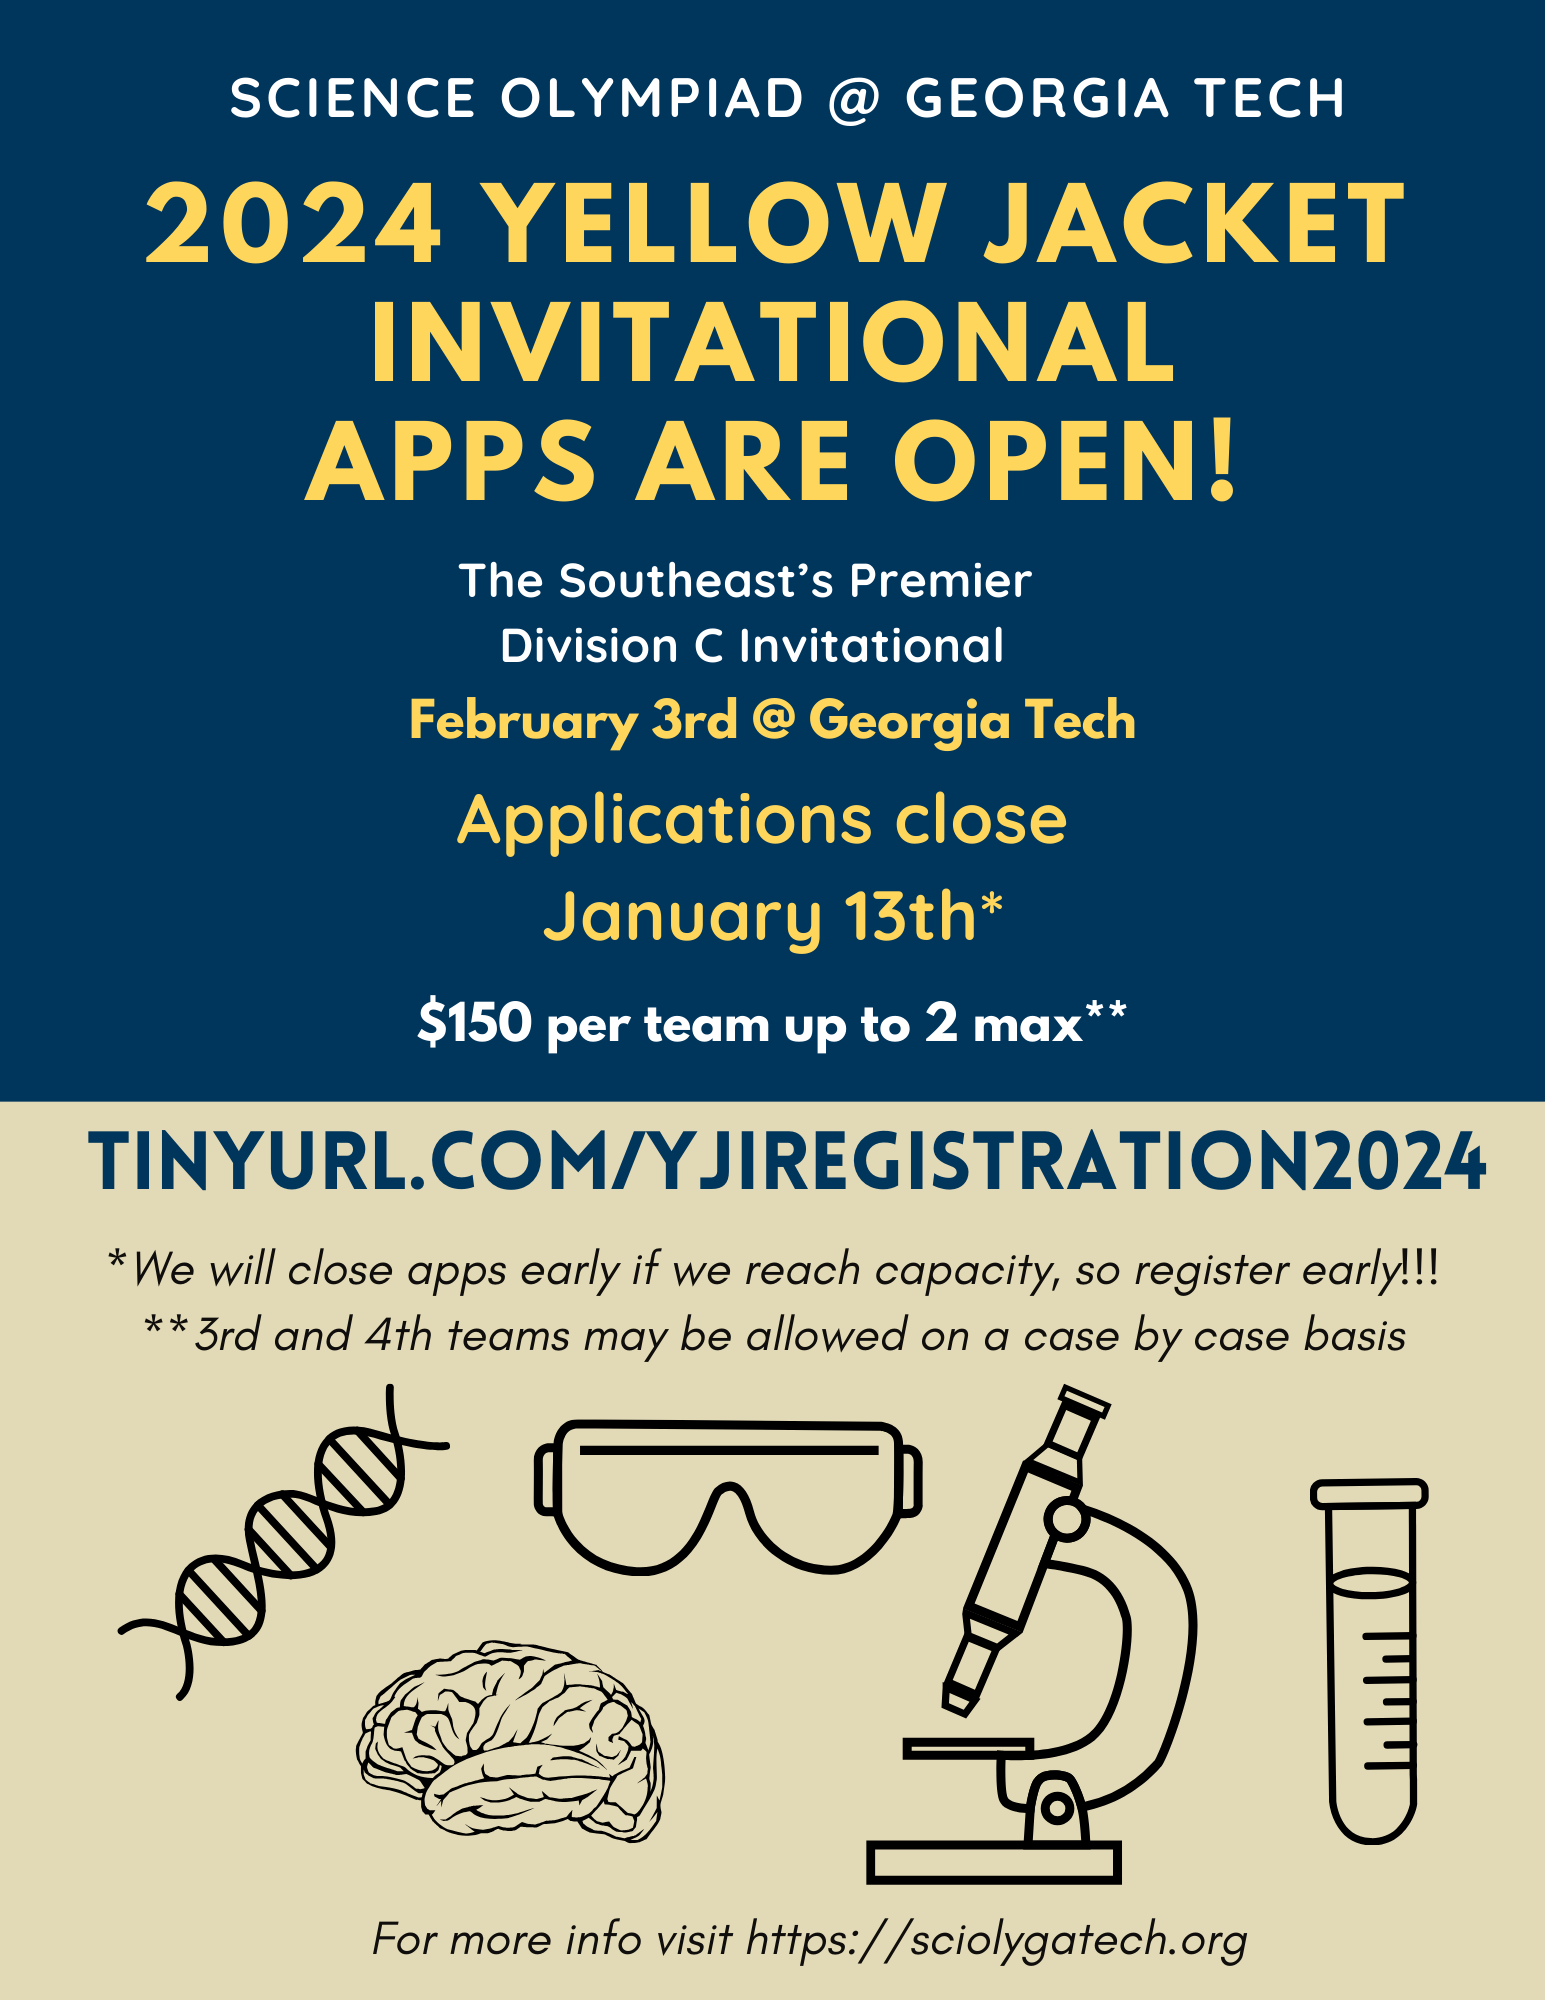 SCIENCE OLYMPIAD @ GEORGIA TECH
2024 YELLOW JACKET
INVITATIONAL
APPS ARE OPEN!
The Southeast’s Premier
Division C Invitational
February 3rd @ Georgia Tech
Applications close
January 13th*
$150 per team up to 2 max**
TINYURL.COM/YJIREGISTRATION2024
*We will close apps early if we reach capacity, so register early!!!
**3rd and 4th teams may be allowed on a case by case basis
For more info visit https://sciolygatech.org